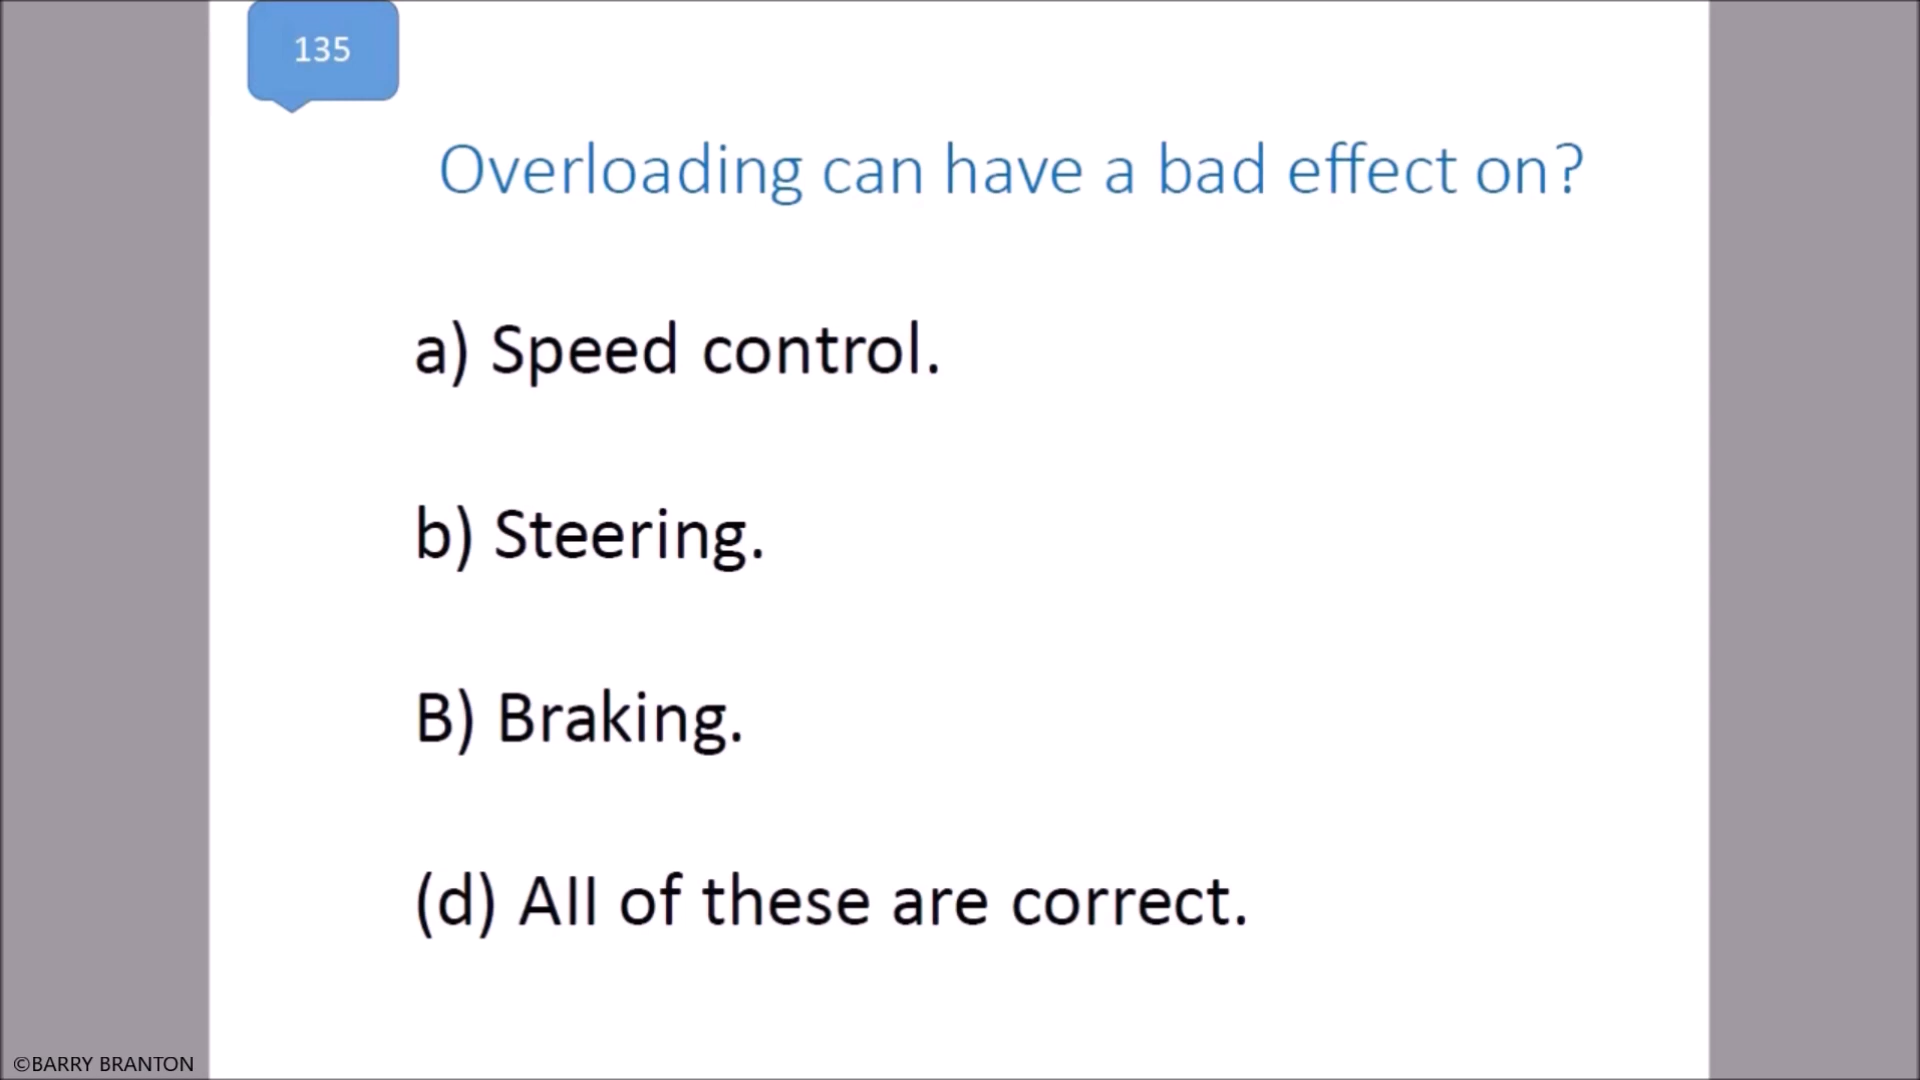 135
Overloading can have a bad effect on?
a) Speed control.
b) Steering.
B) Braking.
(d) All of these are correct.
©BARRY BRANTON